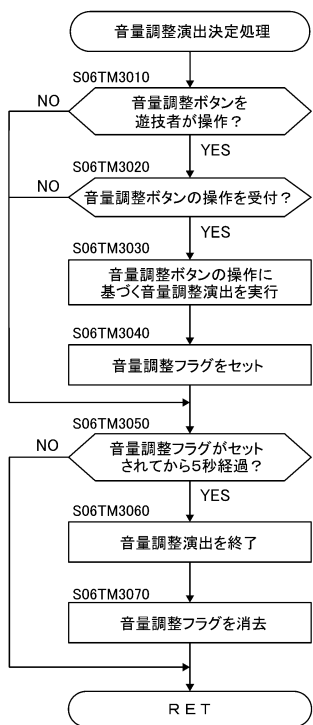 音量調整演出決定処理
S06TM3010
NO
音量調整ボタンを
遊技者が操作？
YES
S06TM3020
NO
音量調整ボタンの操作を受付？
YES
S06TM3030
音量調整ボタンの操作に
基づく音量調整演出を実行
S06TM3040
音量調整フラグをセット
S06TM3050
NO
音量調整フラグがセット
されてから5秒経過？
YES
S06TM3060
音量調整演出を終了
S06TM3070
音量調整フラグを消去
ＲＥＴ